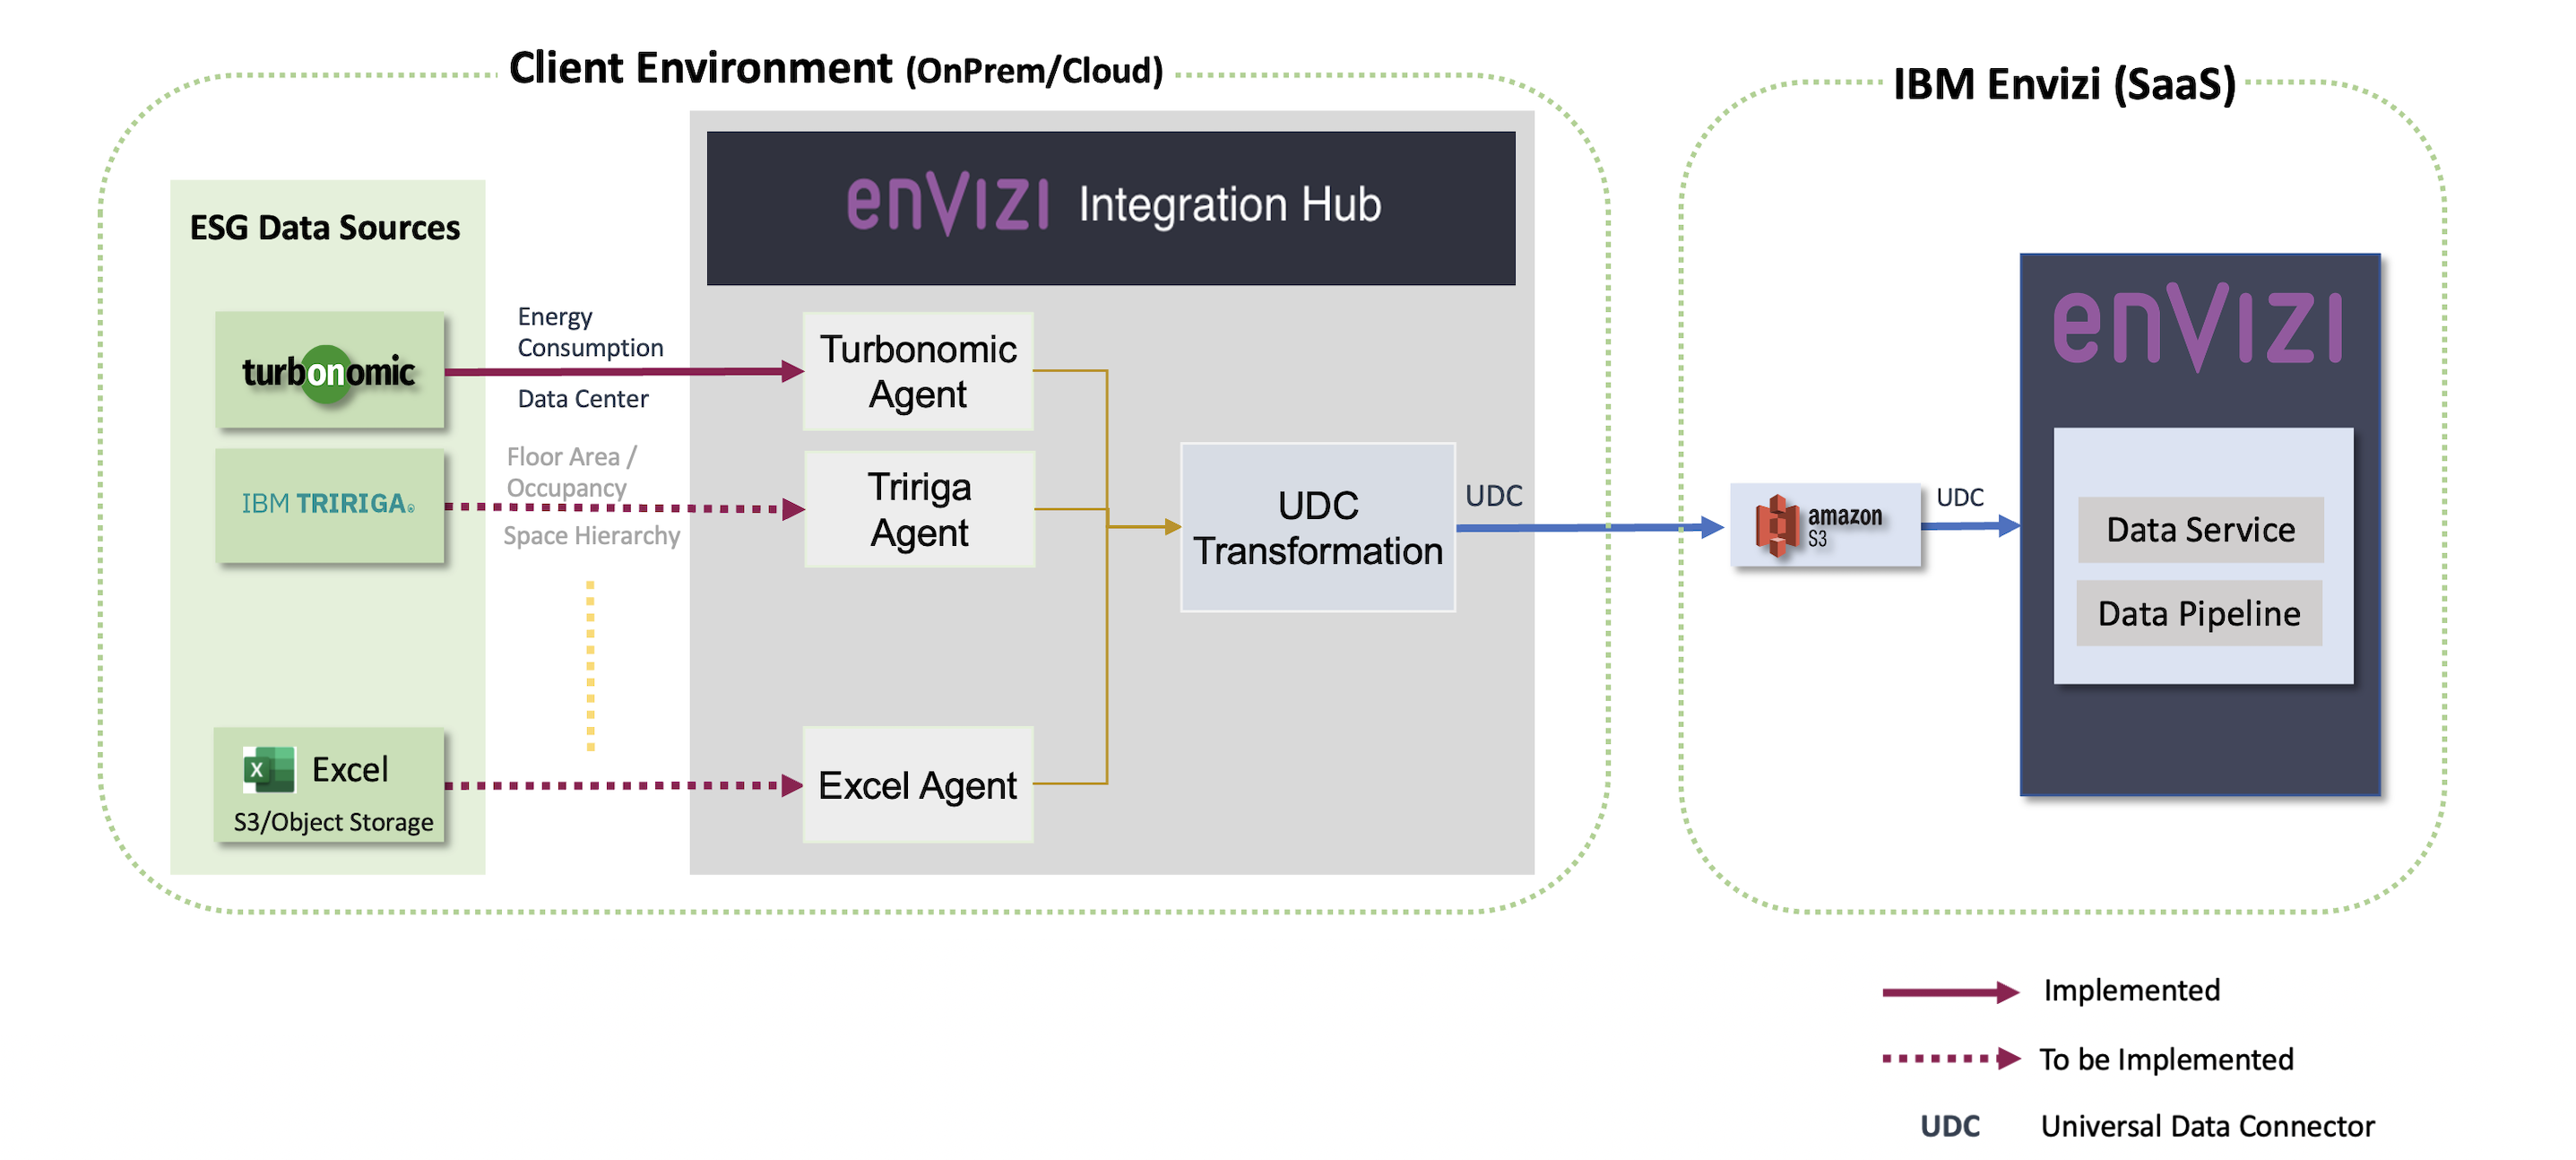 Client Environment (OnPrem/Cloud)
IBM Envizi (SaaS)
ESG Data Sources
envizi Integration Hub
turbonomic
Energy
Consumption
Data Center
Turbonomic
Agent
envizi
IBM TRIRIGA®
Floor Area /
Occupancy
Space Hierarchy
Tririga
Agent
UDC
Transformation
UDC
amazon
S3
UDC
Data Service
Data Pipeline
X
Excel
S3/Object Storage
Excel Agent
Implemented
To be Implemented
UDC Universal Data Connector